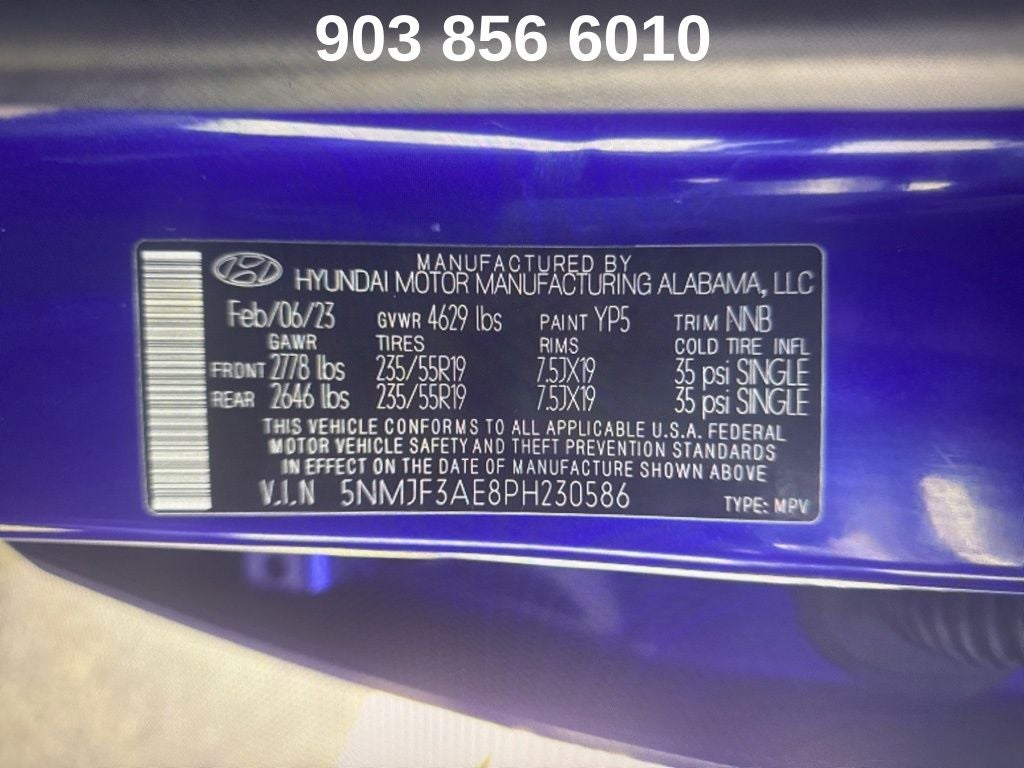 903 856 6010
MANUFACTURED BY
HYUNDAI MOTOR MANUFACTURING ALABAMA, LLC
Feb/06/23 GVWR 4629 lbs PAINT YP5 TRIM NNB
GAWR TIRES RIMS COLD TIRE INFL
FRONT 2778 lbs 235/55R19 7.5JX19 35 psi SINGLE
REAR 2646 lbs 235/55R19 7.5JX19 35 psi SINGLE
THIS VEHICLE CONFORMS TO ALL APPLICABLE U.S.A. FEDERAL
MOTOR VEHICLE SAFETY AND THEFT PREVENTION STANDARDS
IN EFFECT ON THE DATE OF MANUFACTURE SHOWN ABOVE
V.I.N 5NMJF3AE8PH230586 TYPE: MPV